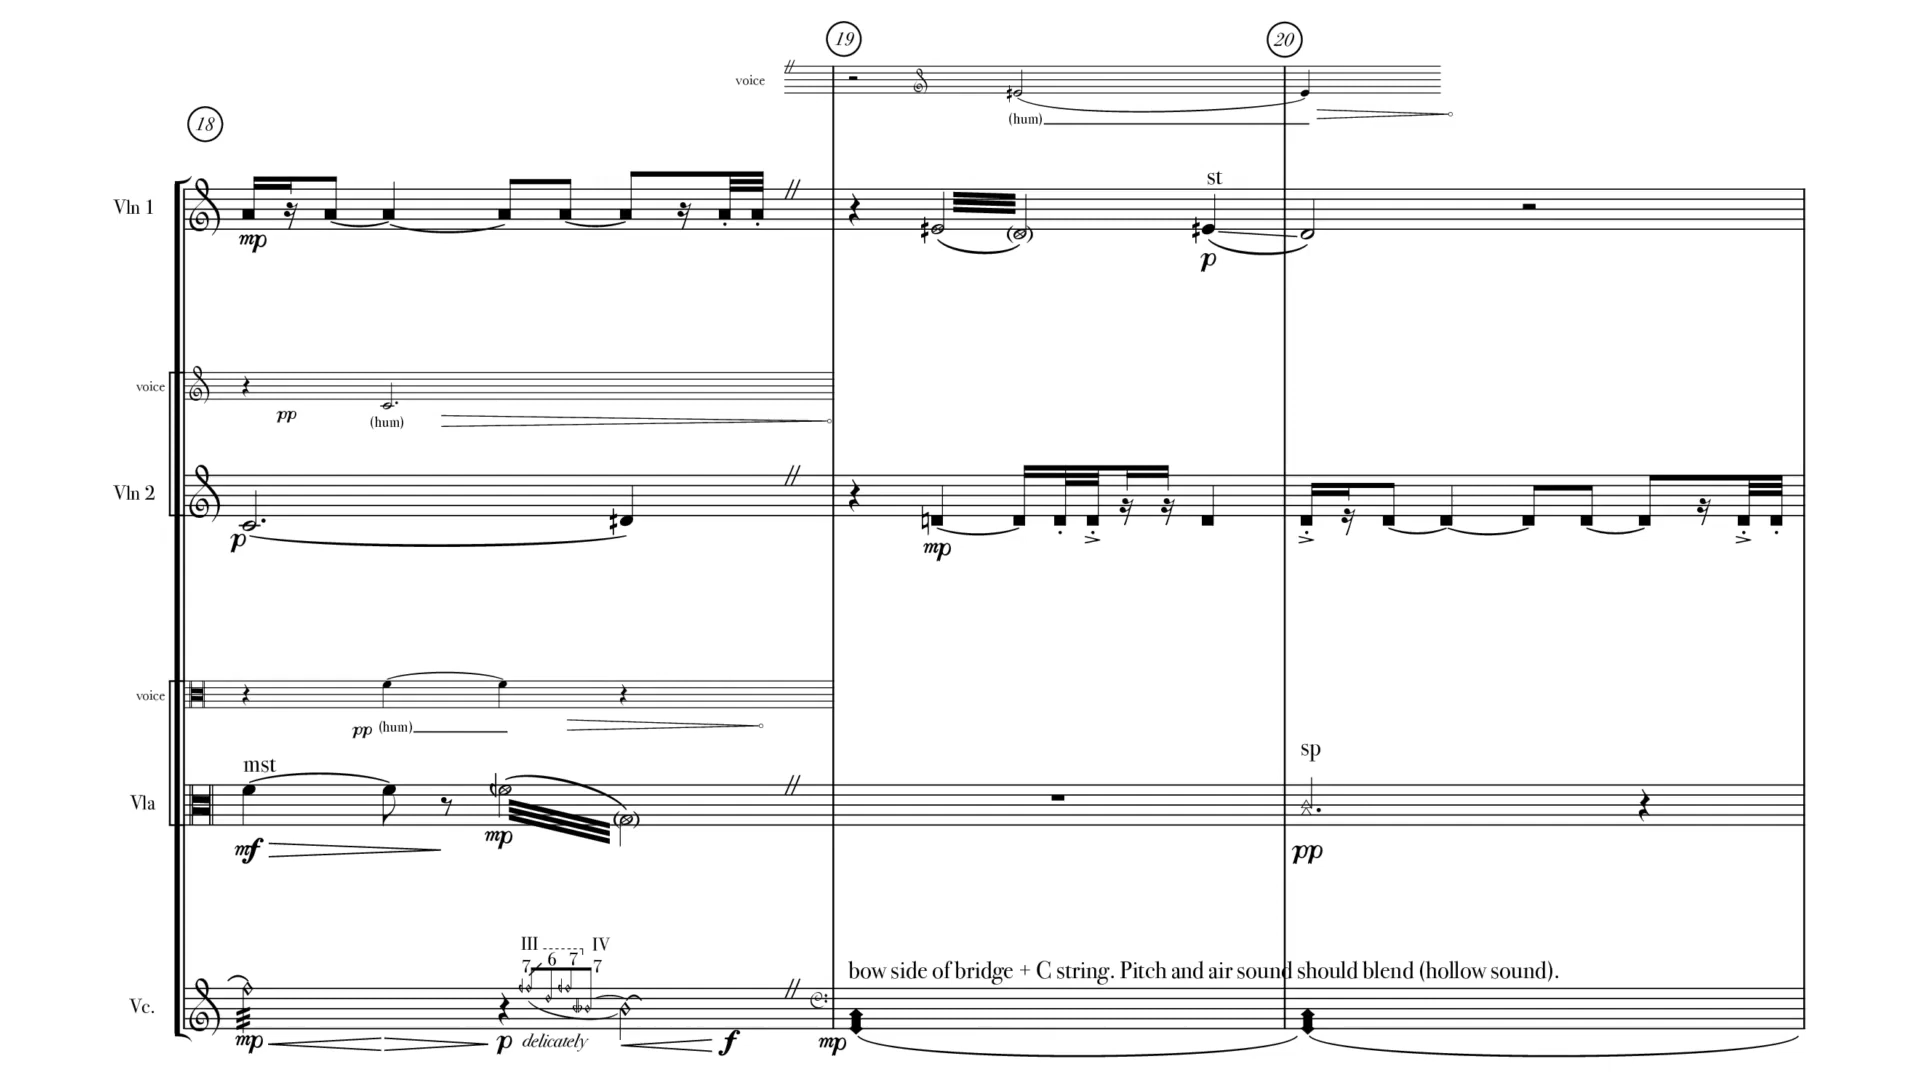 19
20
voice
(hum)
18
st
Vln 1
mp
p
voice
pp
(hum)
Vln 2
p
mp
voice
pp (hum)
mst
sp
Vla
mf
mp
pp
III IV
7 6 7 7
bow side of bridge + C string. Pitch and air sound should blend (hollow sound).
Vc.
mp
p delicately
f
mp